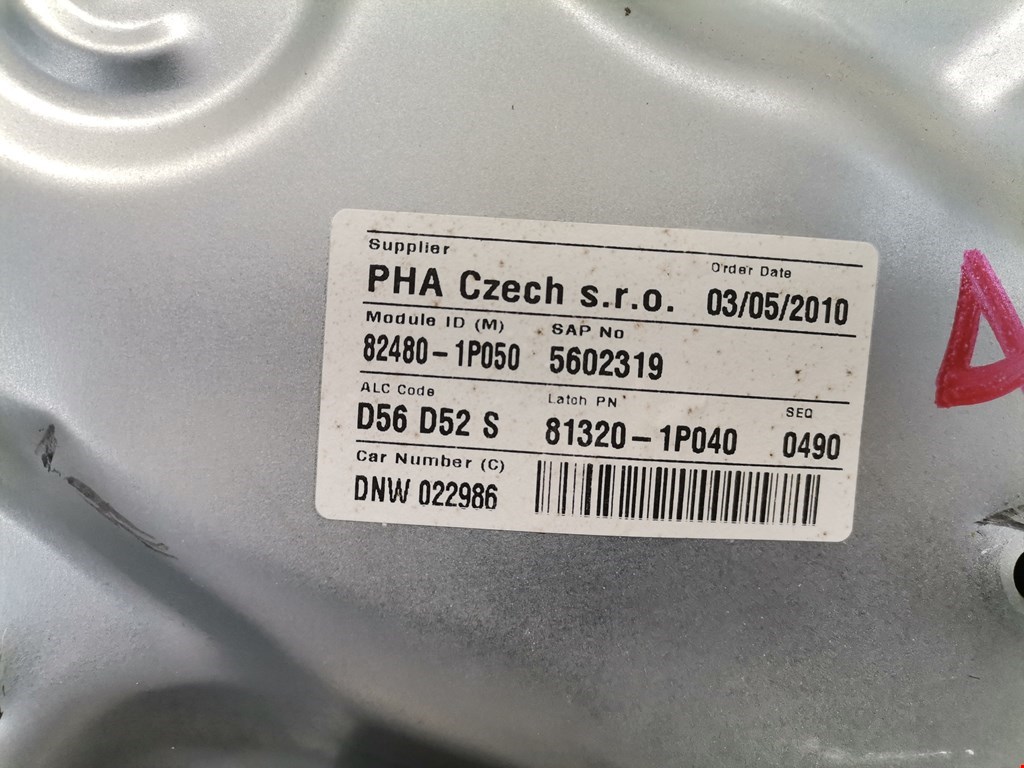 Supplier
Order Date
PHA Czech s.r.o. 03/05/2010
Module ID (M) SAP No
82480-1P050 5602319
ALC Code Latch PN SEQ
D56 D52 S 81320-1P040 0490
Car Number (C)
DNW 022986